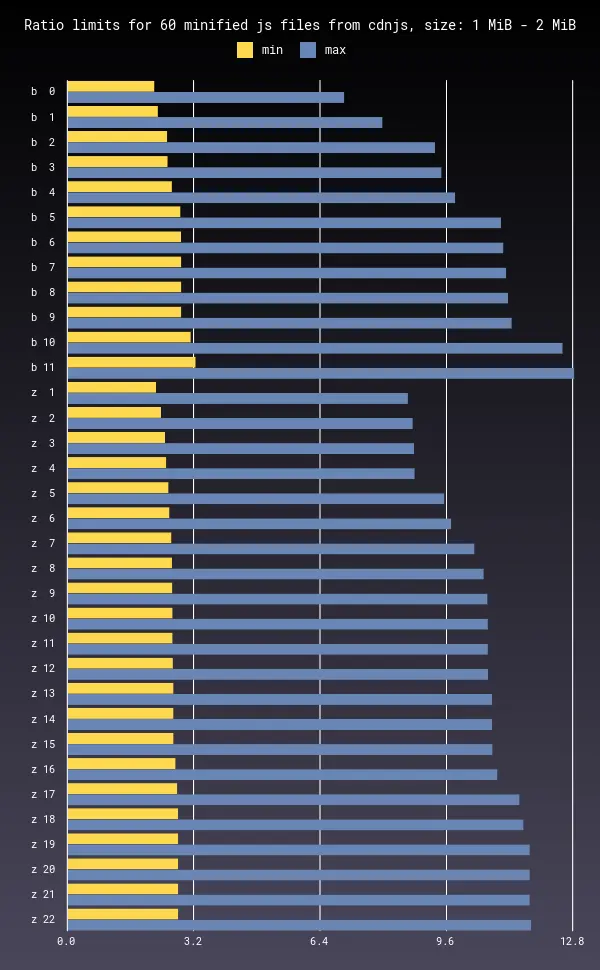 Ratio limits for 60 minified js files from cdnjs, size: 1 MiB - 2 MiB
min max
b 0
b 1
b 2
b 3
b 4
b 5
b 6
b 7
b 8
b 9
b 10
b 11
z 1
z 2
z 3
z 4
z 5
z 6
z 7
z 8
z 9
z 10
z 11
z 12
z 13
z 14
z 15
z 16
z 17
z 18
z 19
z 20
z 21
z 22
0.0 3.2 6.4 9.6 12.8